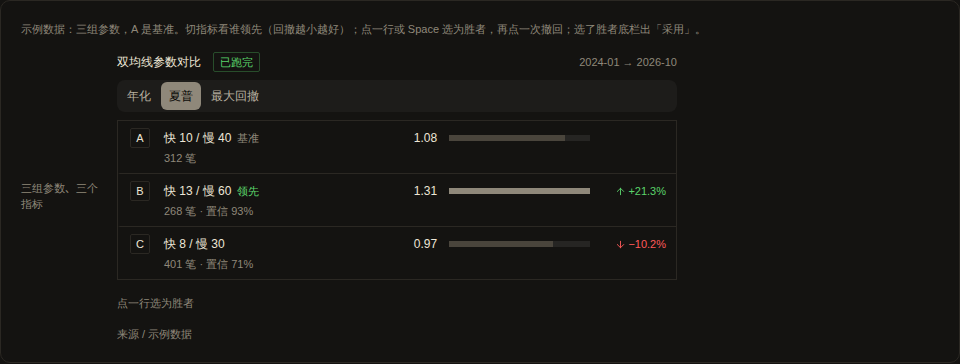 示例数据：三组参数，A 是基准。切指标看谁领先（回撤越小越好）；点一行或 Space 选为胜者，再点一次撤回；选了胜者底栏出「采用」。
双均线参数对比 已跑完 2024-01 → 2026-10
年化 夏普 最大回撤
A 快 10 / 慢 40 基准 1.08
312 笔
三组参数、三个
指标
B 快 13 / 慢 60 领先 1.31 ↑ +21.3%
268 笔 · 置信 93%
C 快 8 / 慢 30 0.97 ↓ −10.2%
401 笔 · 置信 71%
点一行选为胜者
来源 / 示例数据